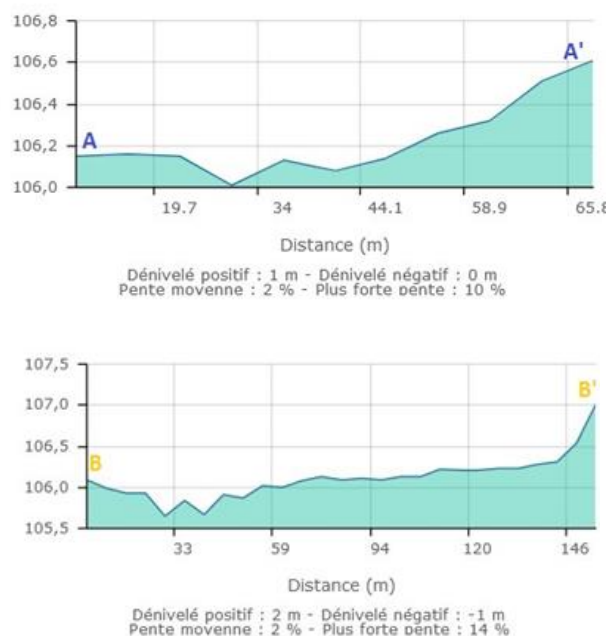 106,8
106,6
106,4
106,2
106,0
A
A'
19.7 34 44.1 58.9 65.8
Distance (m)
Dénivelé positif : 1 m - Dénivelé négatif : 0 m
Pente moyenne : 2 % - Plus forte pente : 10 %
107,5
107,0
106,5
106,0
105,5
B
B'
33 59 94 120 146
Distance (m)
Dénivelé positif : 2 m - Dénivelé négatif : -1 m
Pente moyenne : 2 % - Plus forte pente : 14 %